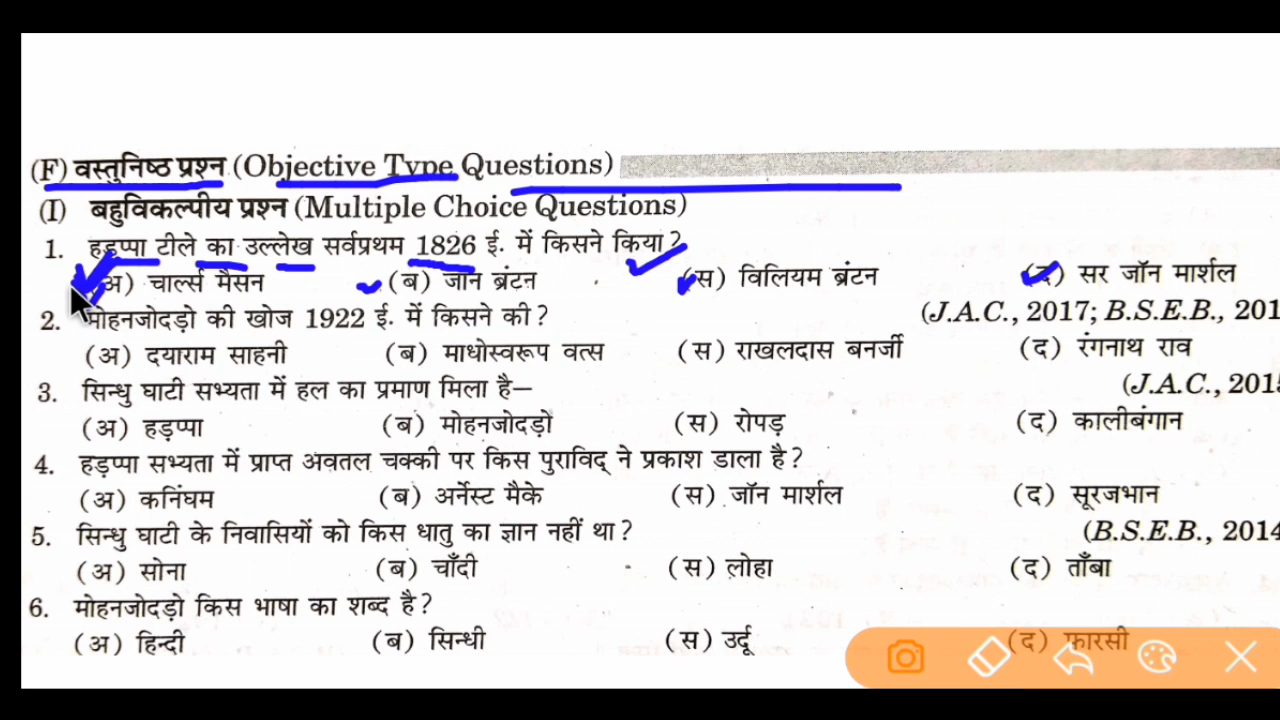 (F) वस्तुनिष्ठ प्रश्न (Objective Type Questions)
(I) बहुविकल्पीय प्रश्न (Multiple Choice Questions)
1. हड़प्पा टीले का उल्लेख सर्वप्रथम 1826 ई. में किसने किया?
(अ) चार्ल्स मैसन (ब) जॉन ब्रंटन (स) विलियम ब्रंटन (द) सर जॉन मार्शल
2. मोहनजोदड़ो की खोज 1922 ई. में किसने की? (J.A.C., 2017; B.S.E.B., 201
(अ) दयाराम साहनी (ब) माधोस्वरूप वत्स (स) राखलदास बनर्जी (द) रंगनाथ राव
3. सिन्धु घाटी सभ्यता में हल का प्रमाण मिला है— (J.A.C., 201
(अ) हड़प्पा (ब) मोहनजोदड़ों (स) रोपड़ (द) कालीबंगान
4. हड़प्पा सभ्यता में प्राप्त अवतल चक्की पर किस पुराविद् ने प्रकाश डाला है?
(अ) कनिंघम (ब) अर्नेस्ट मैके (स) जॉन मार्शल (द) सूरजभान
5. सिन्धु घाटी के निवासियों को किस धातु का ज्ञान नहीं था? (B.S.E.B., 2014
(अ) सोना (ब) चाँदी (स) लोहा (द) ताँबा
6. मोहनजोदड़ो किस भाषा का शब्द है?
(अ) हिन्दी (ब) सिन्धी (स) उर्दू (द) फारसी